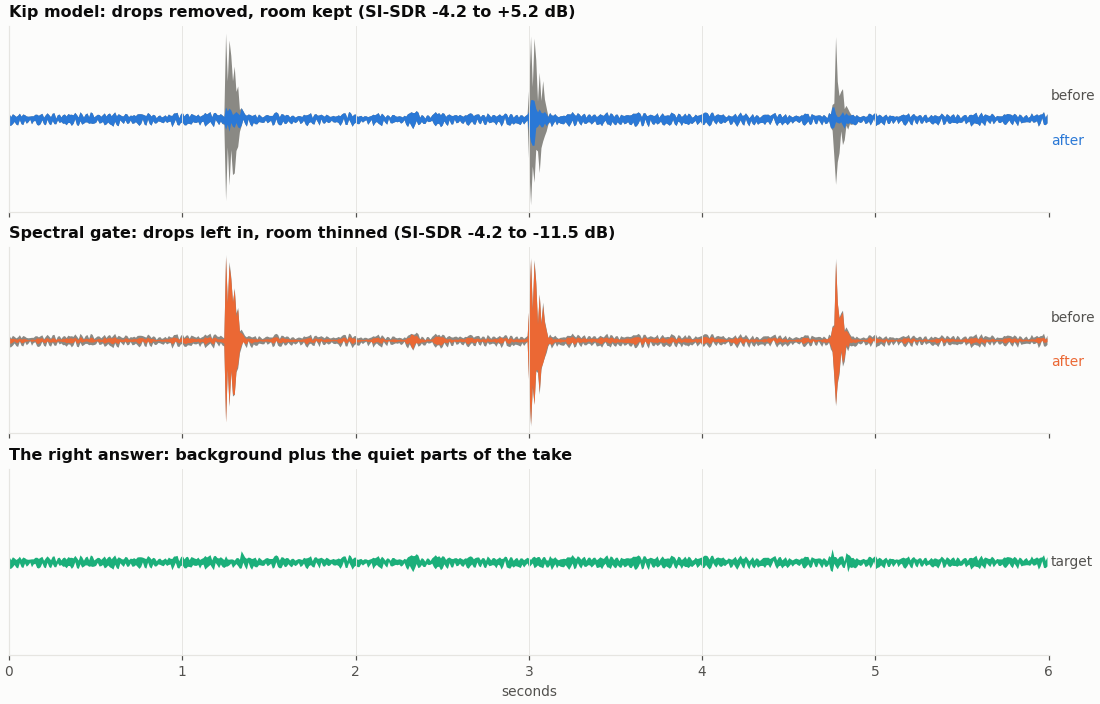 Kip model: drops removed, room kept (SI-SDR -4.2 to +5.2 dB)
before
after
Spectral gate: drops left in, room thinned (SI-SDR -4.2 to -11.5 dB)
before
after
The right answer: background plus the quiet parts of the take
target
0 1 2 3 4 5 6
seconds